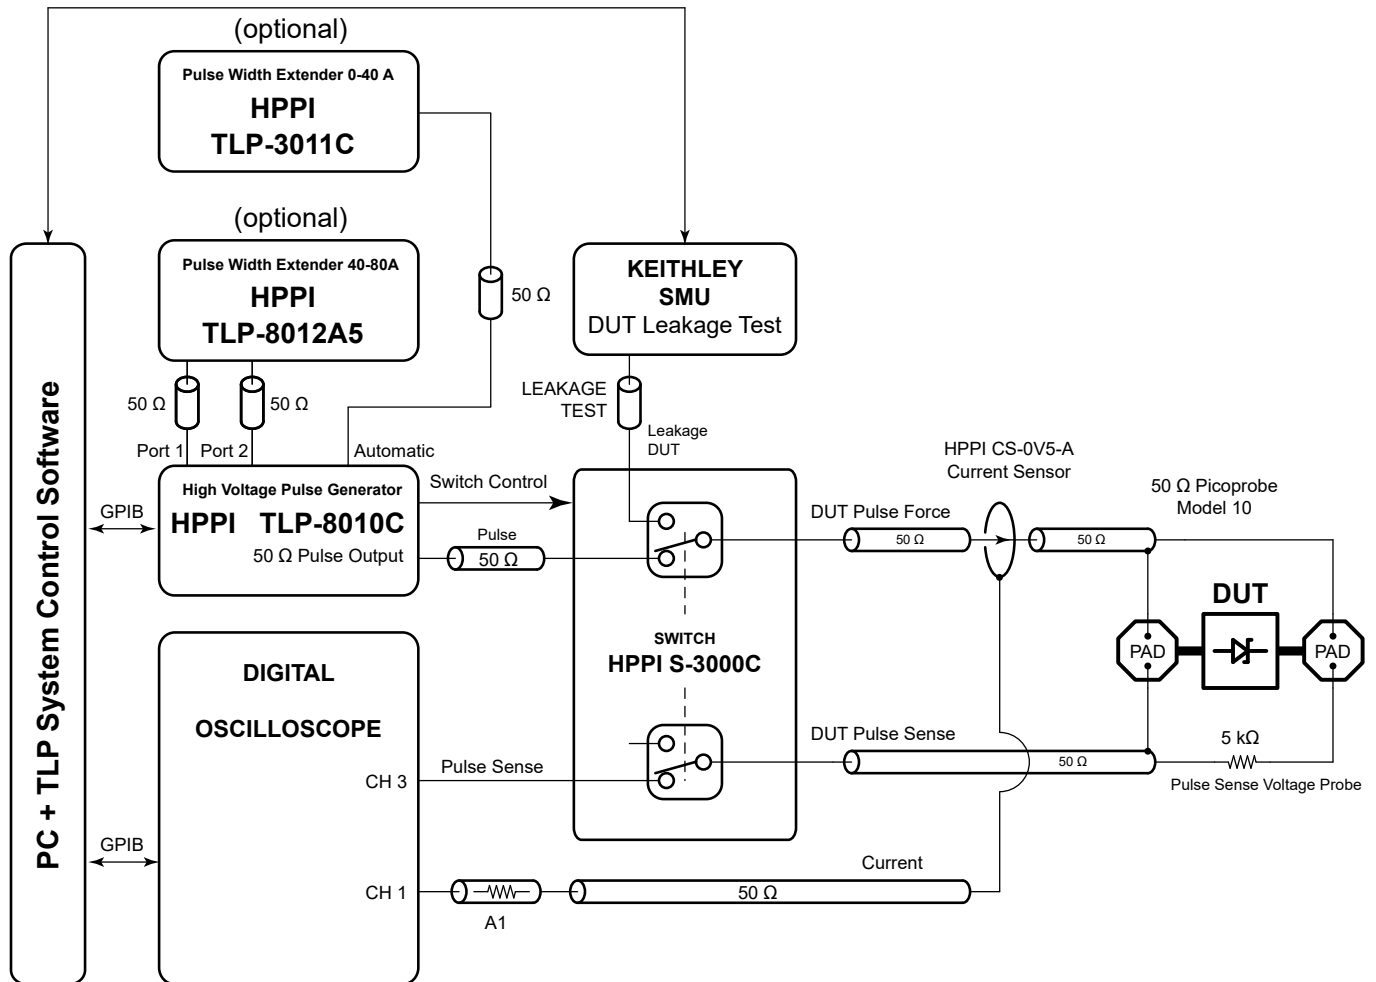 (optional)
Pulse Width Extender 0-40 A
HPPI
TLP-3011C
(optional)
Pulse Width Extender 40-80A
HPPI
TLP-8012A5
50 Ω
50 Ω
50 Ω
Port 1
Port 2
Automatic
KEITHLEY
SMU
DUT Leakage Test
LEAKAGE
TEST
Leakage
DUT
PC + TLP System Control Software
GPIB
High Voltage Pulse Generator
HPPI TLP-8010C
50 Ω Pulse Output
Switch Control
Pulse
50 Ω
SWITCH
HPPI S-3000C
DUT Pulse Force
50 Ω
HPPI CS-0V5-A
Current Sensor
50 Ω
50 Ω Picoprobe
Model 10
DUT
PAD
PAD
DIGITAL
OSCILLOSCOPE
CH 3
Pulse Sense
DUT Pulse Sense
50 Ω
5 kΩ
Pulse Sense Voltage Probe
GPIB
CH 1
A1
Current
50 Ω